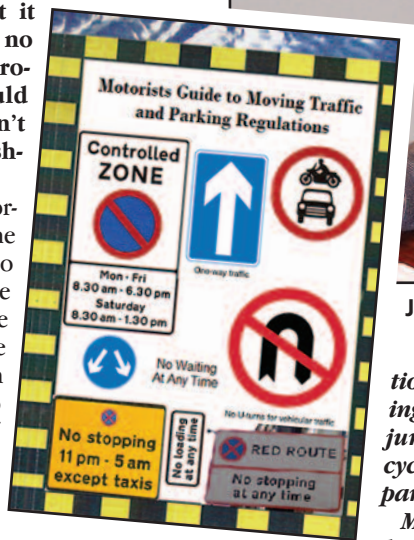 t it
no
ro-
uld
n't
sh-
or-
ne
o
e
e
e
n
Motorists Guide to Moving Traffic
and Parking Regulations
Controlled
ZONE
Mon - Fri
8.30 am - 6.30 pm
Saturday
8.30 am - 1.30 pm
One-way traffic
No Waiting
At Any Time
No U-turns for vehicular traffic
No stopping
11 pm - 5 am
except taxis
No loading
at any time
RED ROUTE
No stopping
at any time
J
tio
ing
jun
cyc
par
M